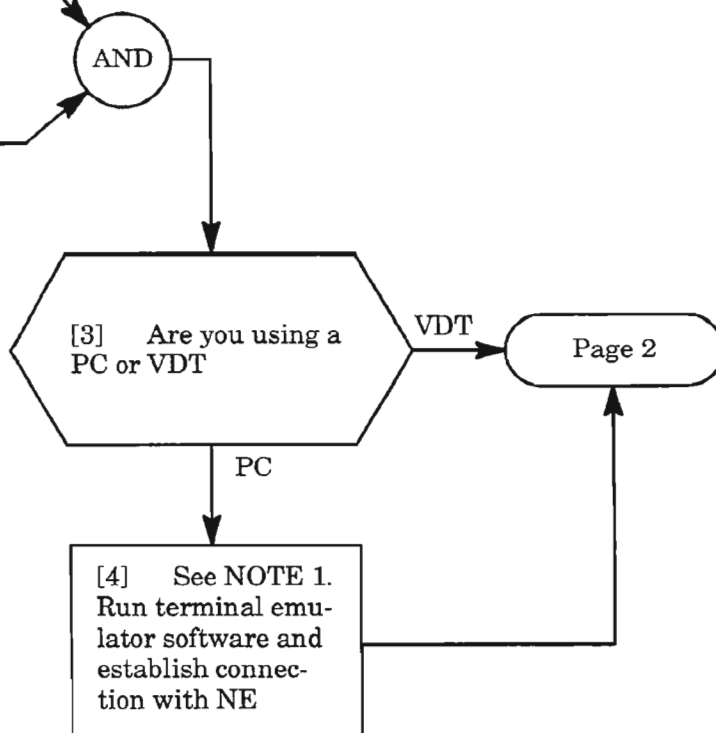 AND
[3] Are you using a
PC or VDT
VDT
Page 2
PC
[4] See NOTE 1.
Run terminal emu-
lator software and
establish connec-
tion with NE